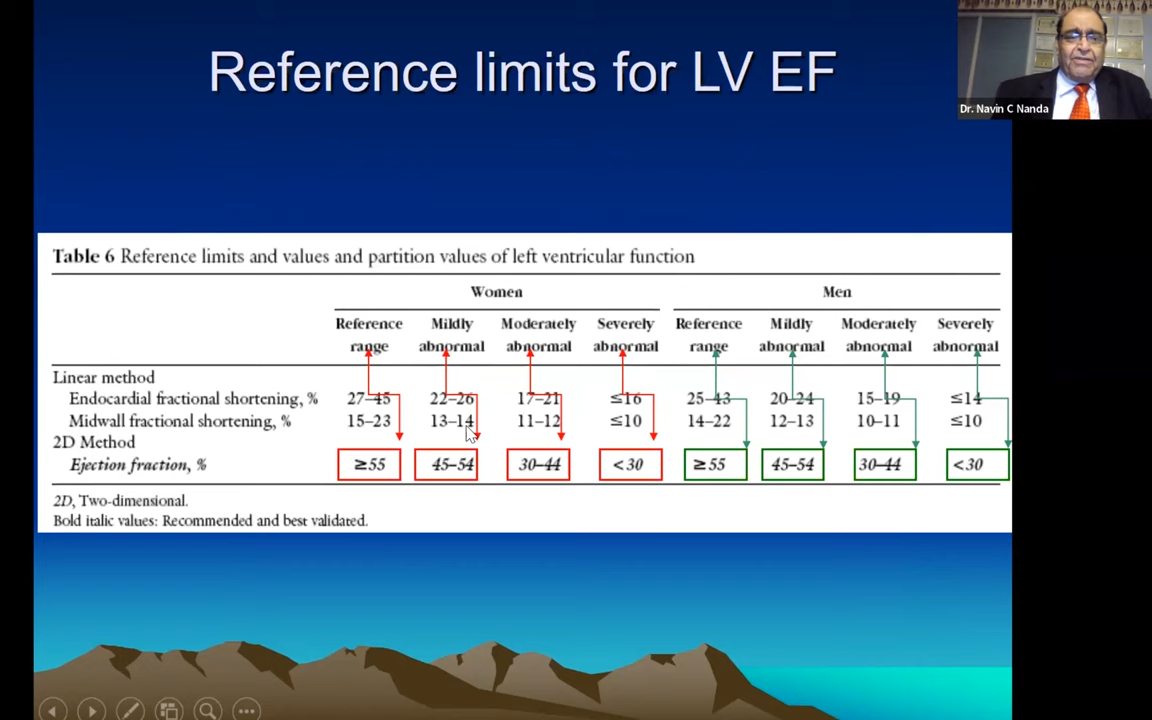 Reference limits for LV EF
Dr. Navin C Nanda
Table 6 Reference limits and values and partition values of left ventricular function
Women Men
Reference Mildly Moderately Severely Reference Mildly Moderately Severely
range abnormal abnormal abnormal range abnormal abnormal abnormal
Linear method
Endocardial fractional shortening, % 27–45 22–26 17–21 ≤16 25–43 20–24 15–19 ≤14
Midwall fractional shortening, % 15–23 13–14 11–12 ≤10 14–22 12–13 10–11 ≤10
2D Method
Ejection fraction, % ≥55 45–54 30–44 <30 ≥55 45–54 30–44 <30
2D, Two-dimensional.
Bold italic values: Recommended and best validated.